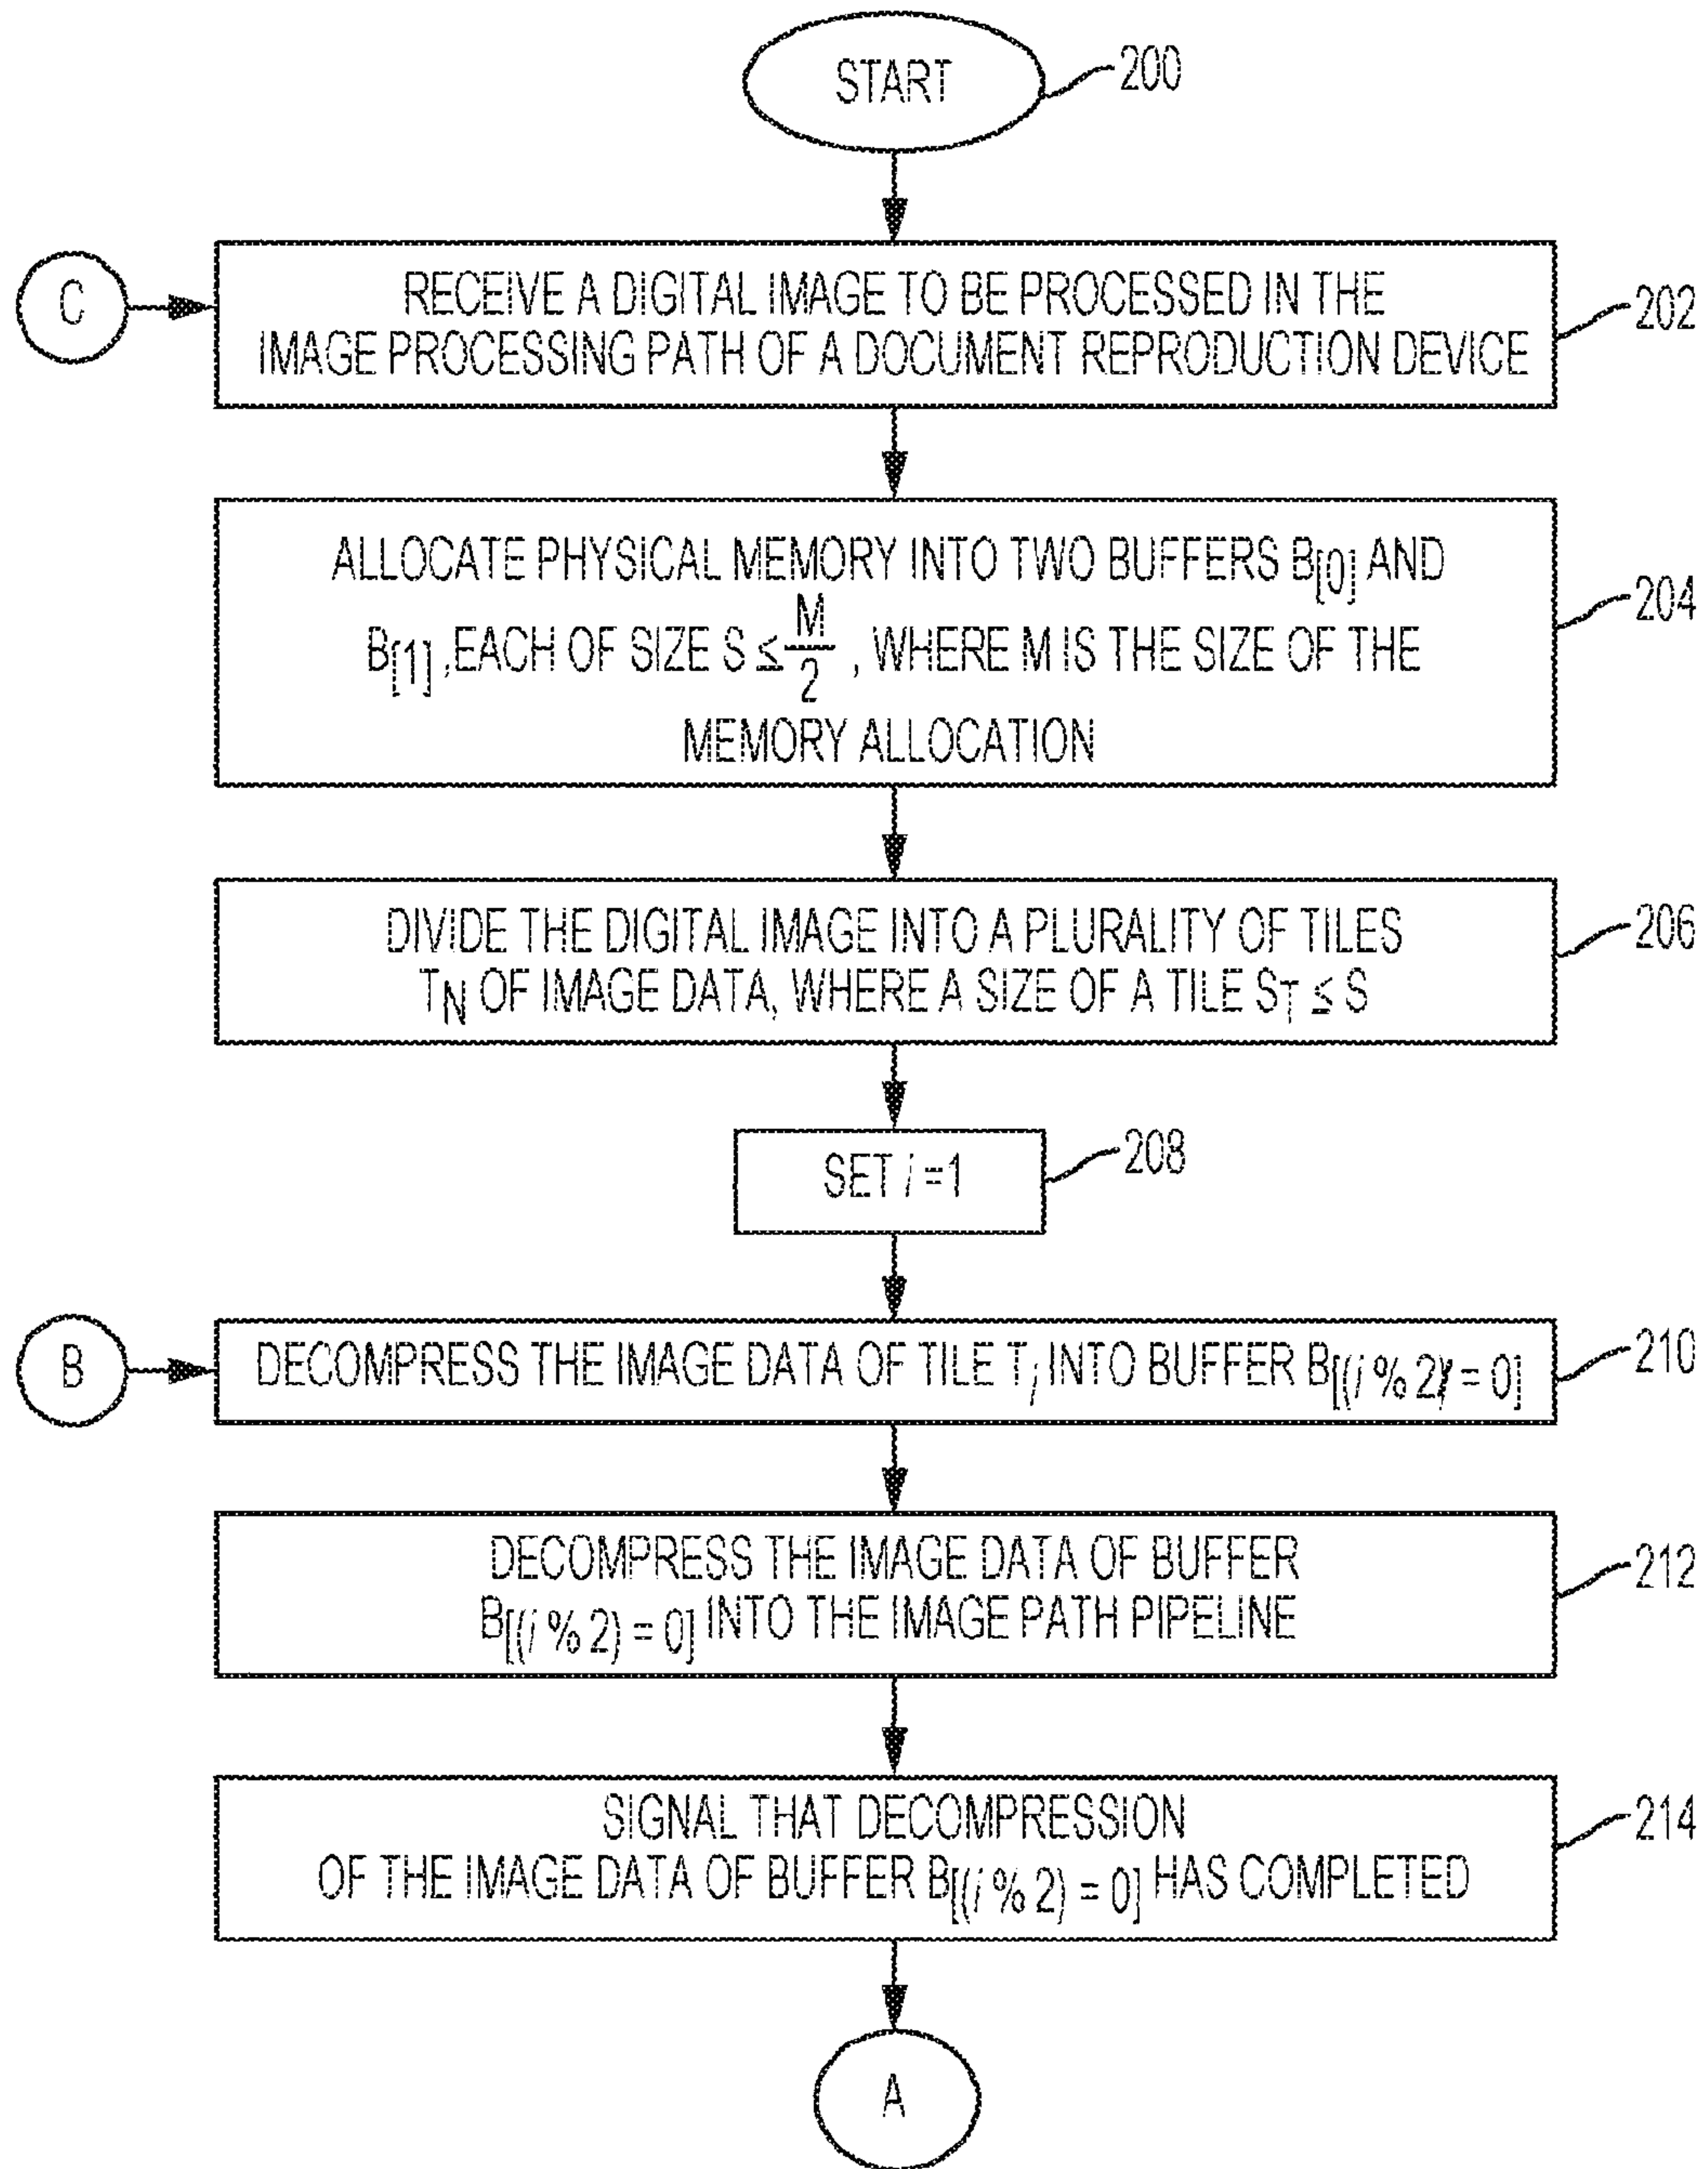 START
200
C
RECEIVE A DIGITAL IMAGE TO BE PROCESSED IN THE
IMAGE PROCESSING PATH OF A DOCUMENT REPRODUCTION DEVICE
202
ALLOCATE PHYSICAL MEMORY INTO TWO BUFFERS B[0] AND
B[1], EACH OF SIZE S ≤ M/2, WHERE M IS THE SIZE OF THE
MEMORY ALLOCATION
204
DIVIDE THE DIGITAL IMAGE INTO A PLURALITY OF TILES
TN OF IMAGE DATA, WHERE A SIZE OF A TILE ST ≤ S
206
SET i =1
208
B
DECOMPRESS THE IMAGE DATA OF TILE Ti INTO BUFFER B[(i % 2) = 0]
210
DECOMPRESS THE IMAGE DATA OF BUFFER
B[(i % 2) = 0] INTO THE IMAGE PATH PIPELINE
212
SIGNAL THAT DECOMPRESSION
OF THE IMAGE DATA OF BUFFER B[(i % 2) = 0] HAS COMPLETED
214
A